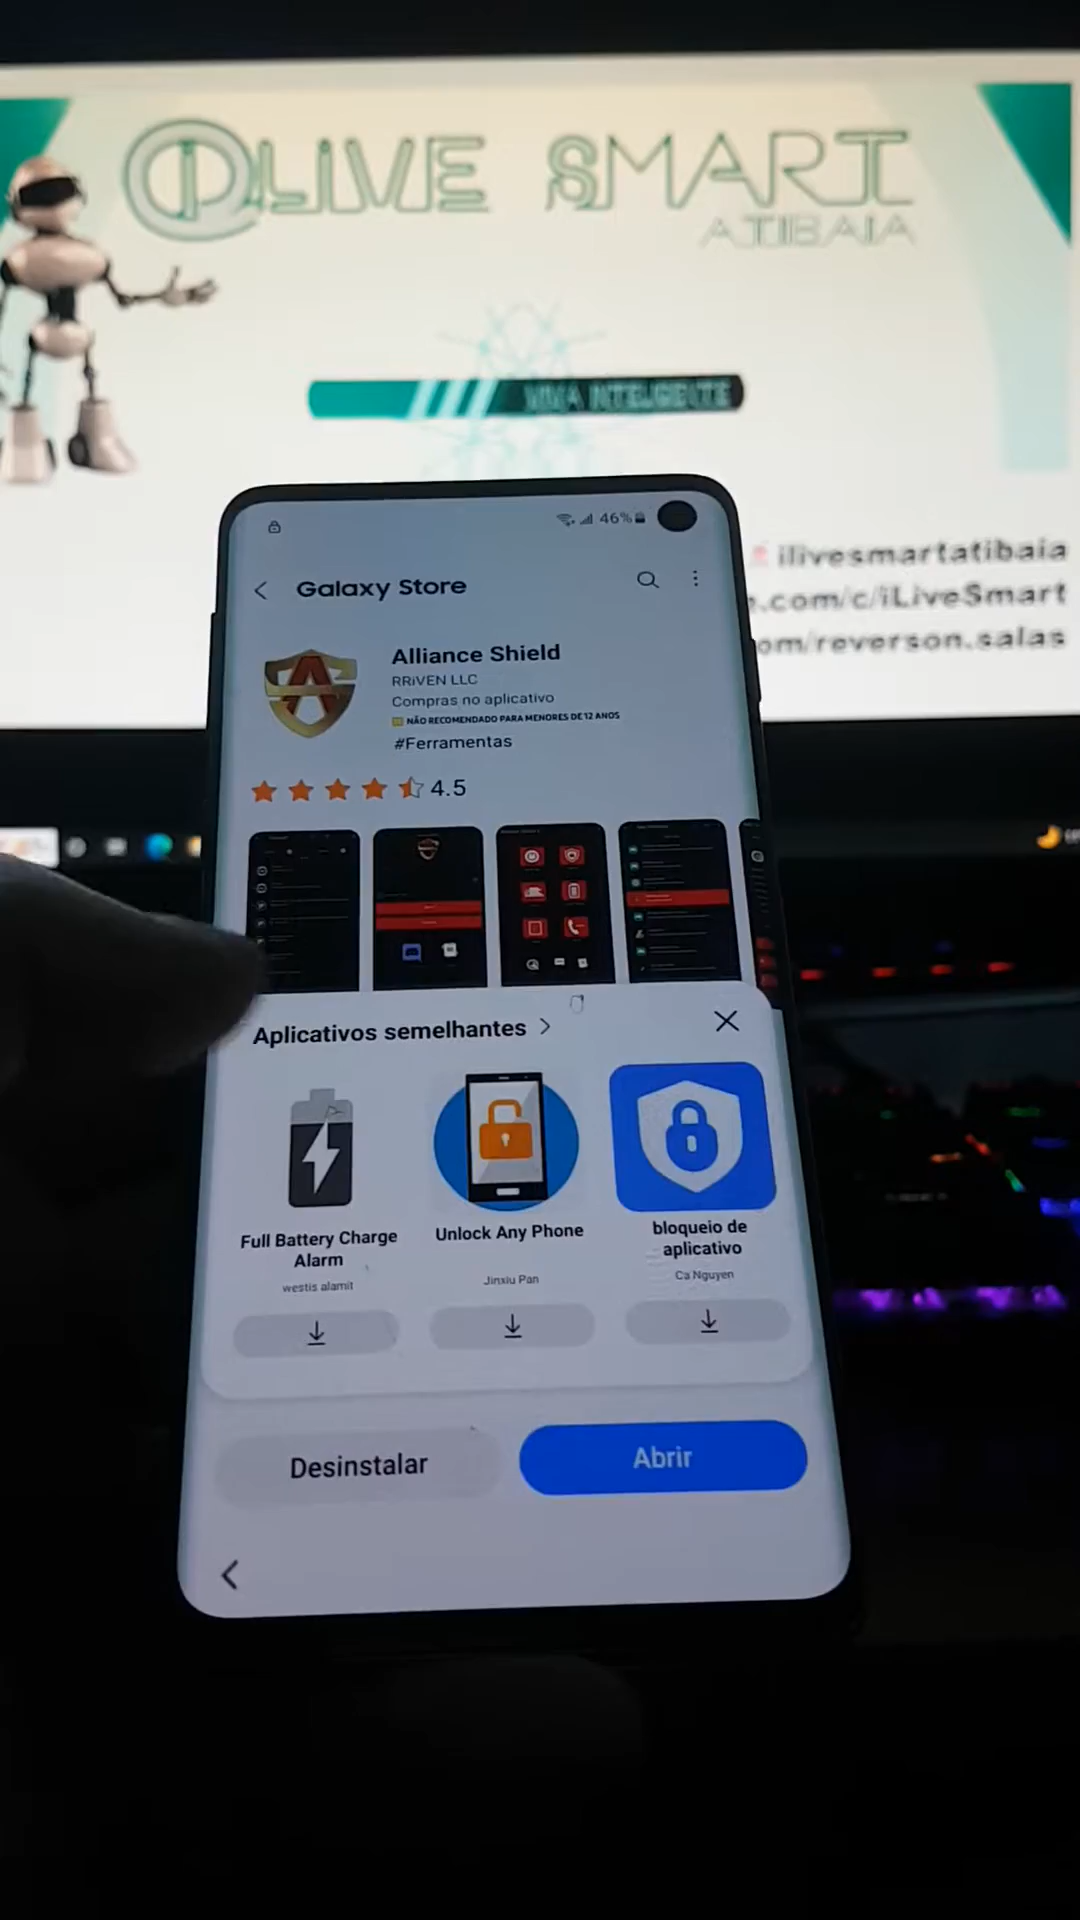 iLIVE SMART
ATIBAIA
VIVA INTELIGENTE
ilivesmartatibaia
.com/c/iLiveSmart
om/reverson.salas
46%
Galaxy Store
Alliance Shield
RRiVEN LLC
Compras no aplicativo
NÃO RECOMENDADO PARA MENORES DE 12 ANOS
#Ferramentas
4.5
Aplicativos semelhantes
Full Battery Charge
Alarm
westis alamit
Unlock Any Phone
Jinxiu Pan
bloqueio de
aplicativo
Ca Nguyen
Desinstalar
Abrir